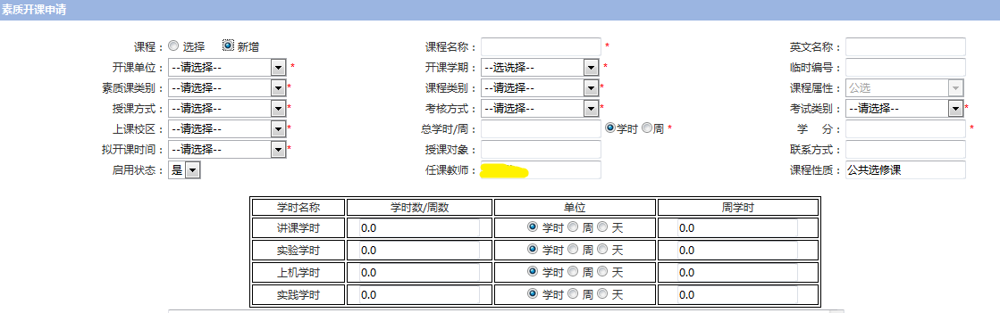 素质开课申请
课程： 选择 新增 课程名称： * 英文名称：
开课单位： --请选择-- * 开课学期： --选选择-- * 临时编号：
素质课类别： --请选择-- * 课程类别： --请选择-- * 课程属性： 公选
授课方式： --请选择-- * 考核方式： --请选择-- * 考试类别： --请选择-- *
上课校区： --请选择-- * 总学时/周： 学时 周 * 学 分： *
拟开课时间： --请选择-- * 授课对象： 联系方式：
启用状态： 是 任课教师： 课程性质： 公共选修课
学时名称 学时数/周数 单位 周学时
讲课学时 0.0 学时 周 天 0.0
实验学时 0.0 学时 周 天 0.0
上机学时 0.0 学时 周 天 0.0
实践学时 0.0 学时 周 天 0.0